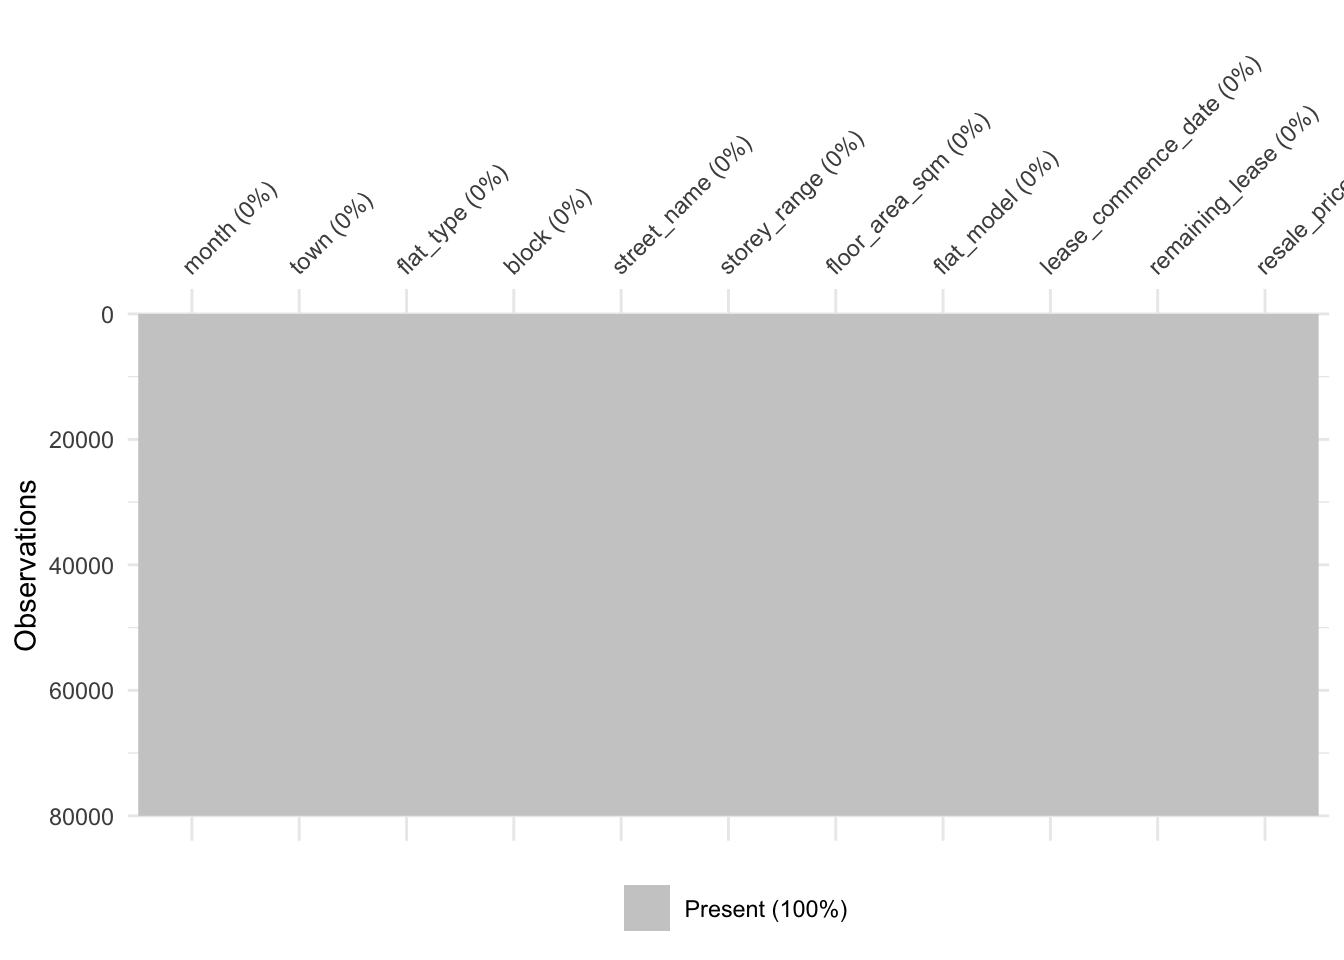 month (0%)
town (0%)
flat_type (0%)
block (0%)
street_name (0%)
storey_range (0%)
floor_area_sqm (0%)
flat_model (0%)
lease_commence_date (0%)
remaining_lease (0%)
resale_price
0
20000
40000
60000
80000
Observations
Present (100%)